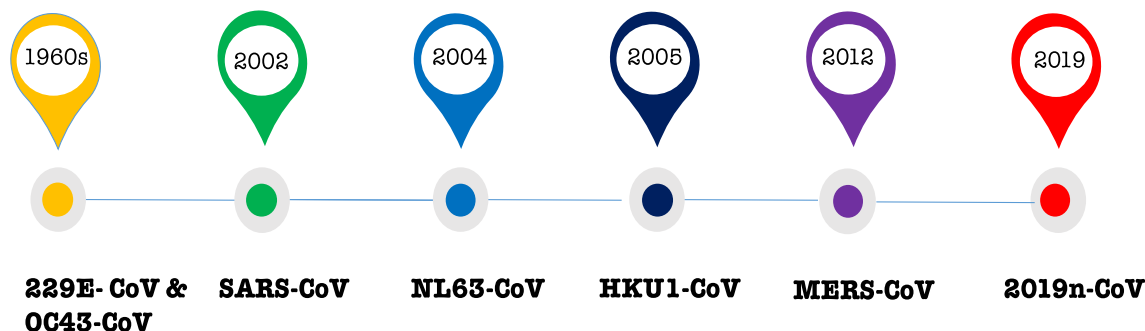 1960s
2002
2004
2005
2012
2019
229E- CoV &
OC43-CoV
SARS-CoV
NL63-CoV
HKU1-CoV
MERS-CoV
2019n-CoV